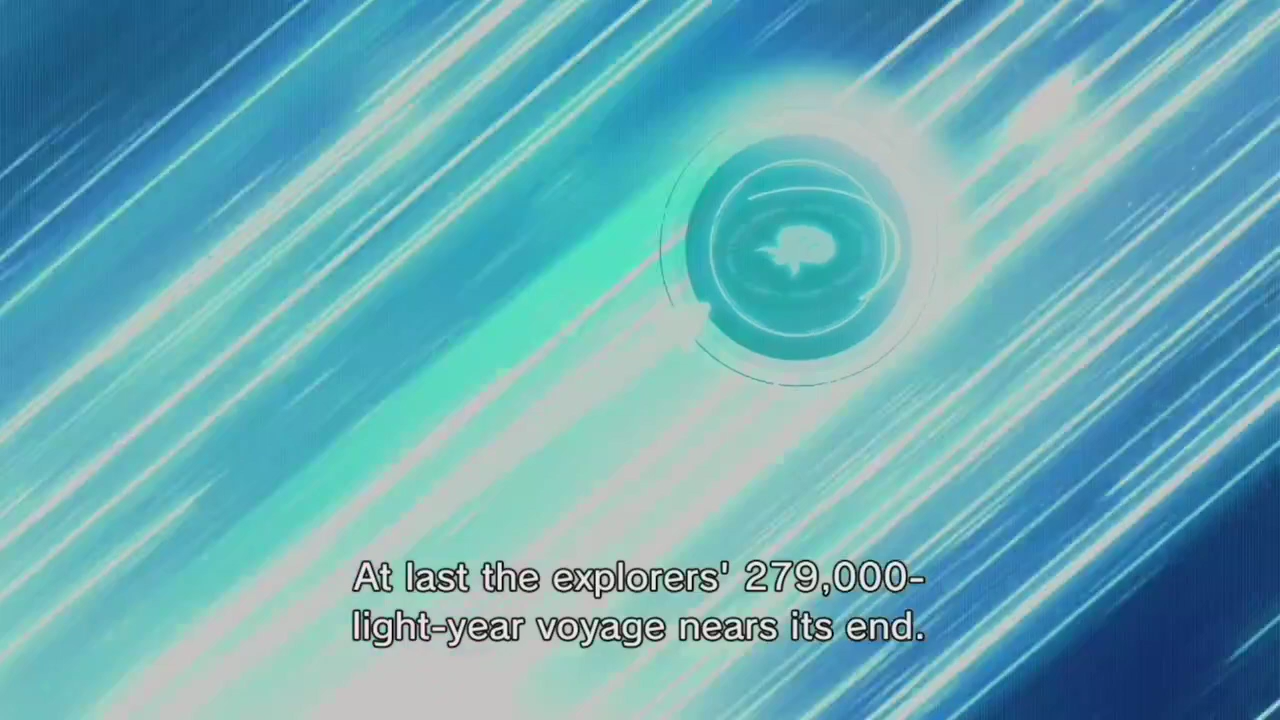 At last the explorers' 279,000-
light-year voyage nears its end.